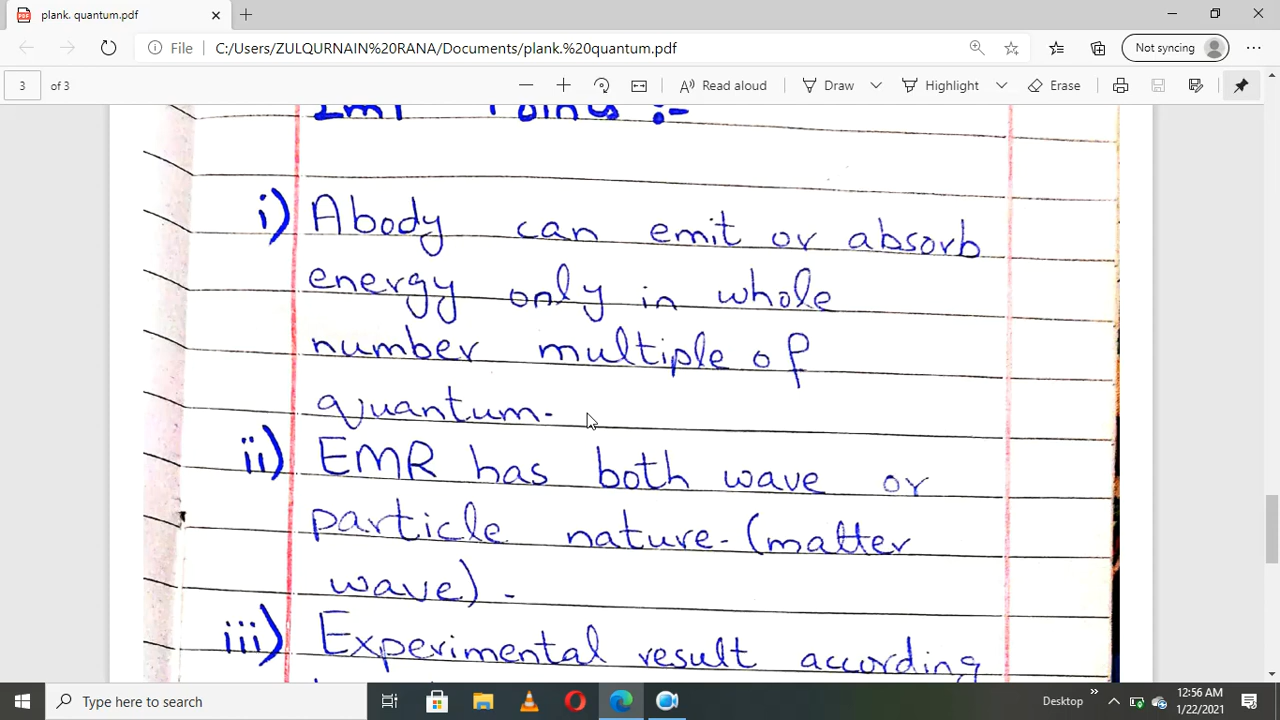 plank. quantum.pdf
File
C:/Users/ZULQURNAIN%20RANA/Documents/plank.%20quantum.pdf
Not syncing
3 of 3
Read aloud
Draw
Highlight
Erase
i) A body can emit or absorb
energy only in whole
number multiple of
quantum.
ii) EMR has both wave or
particle nature. (matter
wave).
iii) Experimental result according
Type here to search
Desktop
12:56 AM
1/22/2021